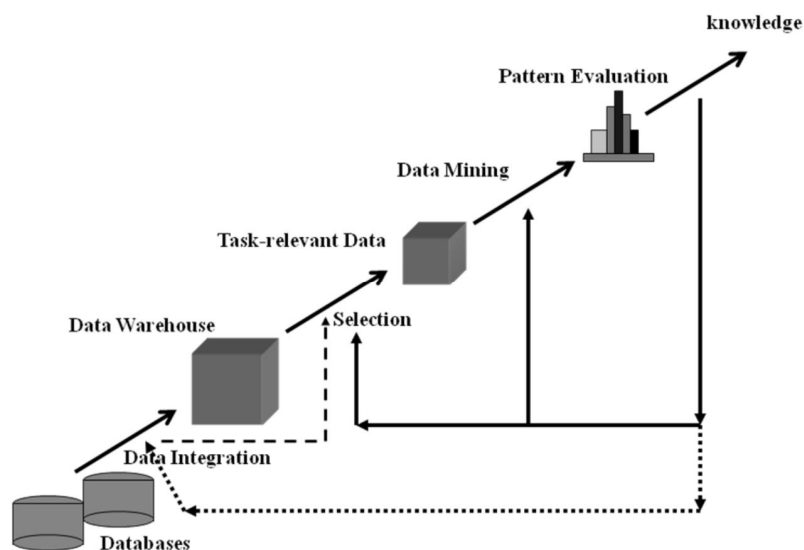 knowledge
Pattern Evaluation
Data Mining
Task-relevant Data
Data Warehouse
Selection
Data Integration
Databases